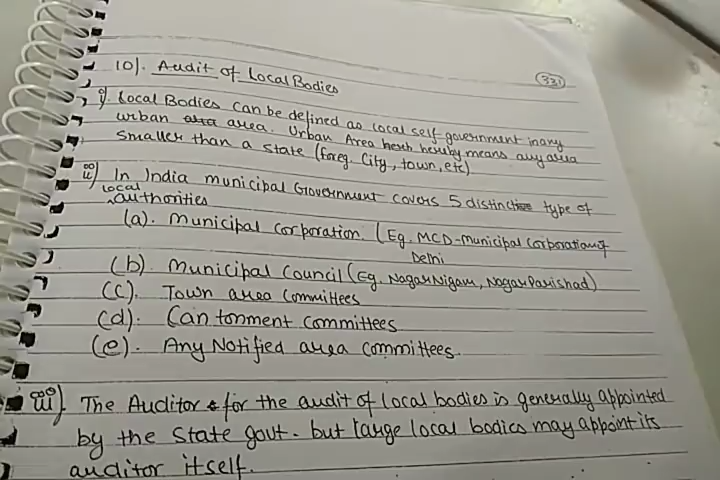 (331)
10). Audit of Local Bodies
i). Local Bodies can be defined as local self government in any
urban area. Urban Area hereby means any area
smaller than a state (for eg. City, town, etc)
ii). In India municipal Government covers 5 distinct type of
local
authorities
(a). Municipal Corporation. (Eg. MCD-Municipal Corporation of
Delhi
(b). Municipal Council (Eg. Nagar Nigam, Nagar Parishad)
(c). Town area Committees
(d). Cantonment committees
(e). Any Notified area committees.
iii). The Auditor for the audit of local bodies is generally appointed
by the State govt. but large local bodies may appoint its
auditor itself.